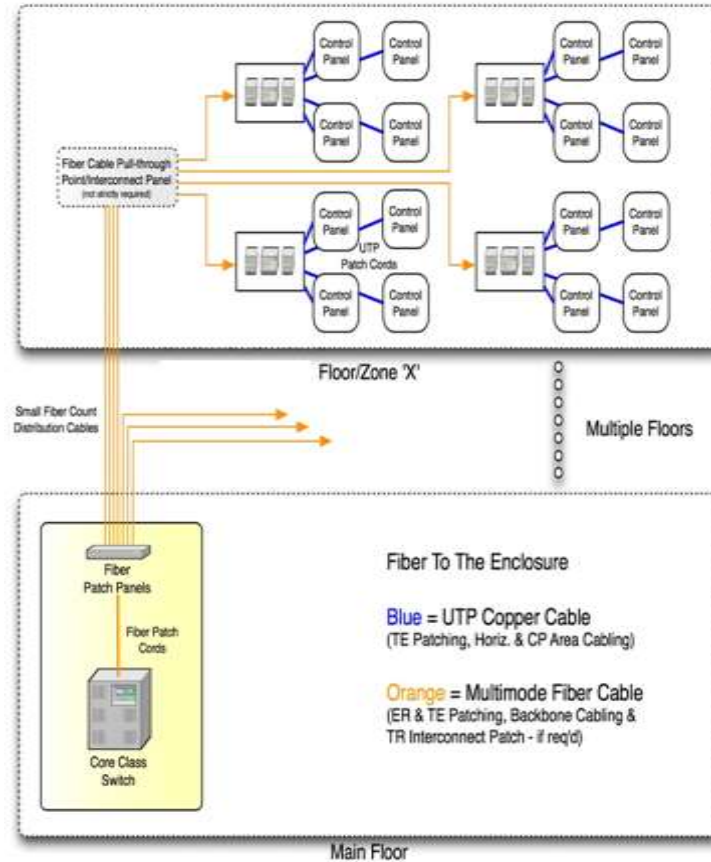 Control
Panel
Control
Panel
Control
Panel
Control
Panel
Control
Panel
Control
Panel
Control
Panel
Control
Panel
Fiber Cable Pull-through
Point/Interconnect Panel
(not strictly required)
Control
Panel
Control
Panel
Control
Panel
Control
Panel
UTP
Patch Cords
Control
Panel
Control
Panel
Control
Panel
Control
Panel
Floor/Zone 'X'
Small Fiber Count
Distribution Cables
Multiple Floors
Fiber
Patch Panels
Fiber Patch
Cords
Core Class
Switch
Fiber To The Enclosure
Blue = UTP Copper Cable
(TE Patching, Horiz. & CP Area Cabling)
Orange = Multimode Fiber Cable
(ER & TE Patching, Backbone Cabling &
TR Interconnect Patch - if req'd)
Main Floor